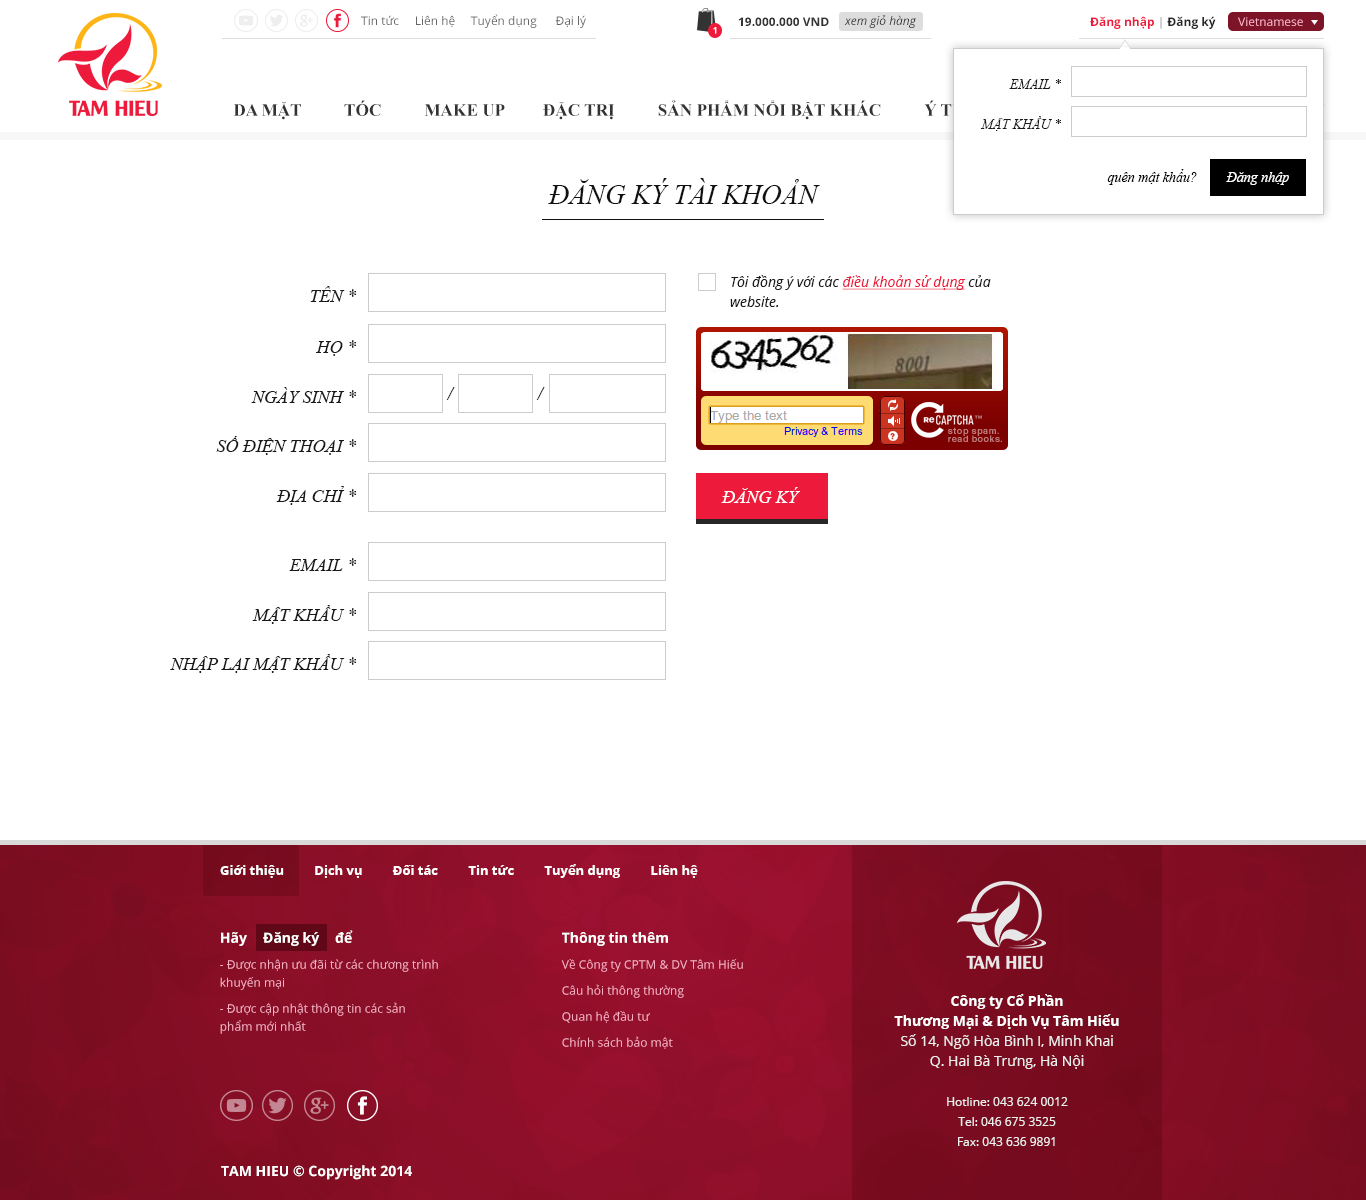 TAM HIEU
Tin tức Liên hệ Tuyển dụng Đại lý
1
19.000.000 VND xem giỏ hàng
Đăng nhập | Đăng ký Vietnamese
DA MẶT TÓC MAKE UP ĐẶC TRỊ SẢN PHẨM NỔI BẬT KHÁC Ý T
EMAIL *
MẬT KHẨU *
quên mật khẩu? Đăng nhập
ĐĂNG KÝ TÀI KHOẢN
TÊN *
HỌ *
NGÀY SINH * / /
SỐ ĐIỆN THOẠI *
ĐỊA CHỈ *
EMAIL *
MẬT KHẨU *
NHẬP LẠI MẬT KHẨU *
Tôi đồng ý với các điều khoản sử dụng của
website.
6345262 8001
Type the text
Privacy & Terms
reCAPTCHA™
stop spam.
read books.
ĐĂNG KÝ
Giới thiệu Dịch vụ Đối tác Tin tức Tuyển dụng Liên hệ
Hãy Đăng ký để
- Được nhận ưu đãi từ các chương trình
khuyến mại
- Được cập nhật thông tin các sản
phẩm mới nhất
Thông tin thêm
Về Công ty CPTM & DV Tâm Hiếu
Câu hỏi thông thường
Quan hệ đầu tư
Chính sách bảo mật
TAM HIEU
Công ty Cổ Phần
Thương Mại & Dịch Vụ Tâm Hiếu
Số 14, Ngõ Hòa Bình I, Minh Khai
Q. Hai Bà Trưng, Hà Nội
Hotline: 043 624 0012
Tel: 046 675 3525
Fax: 043 636 9891
TAM HIEU © Copyright 2014